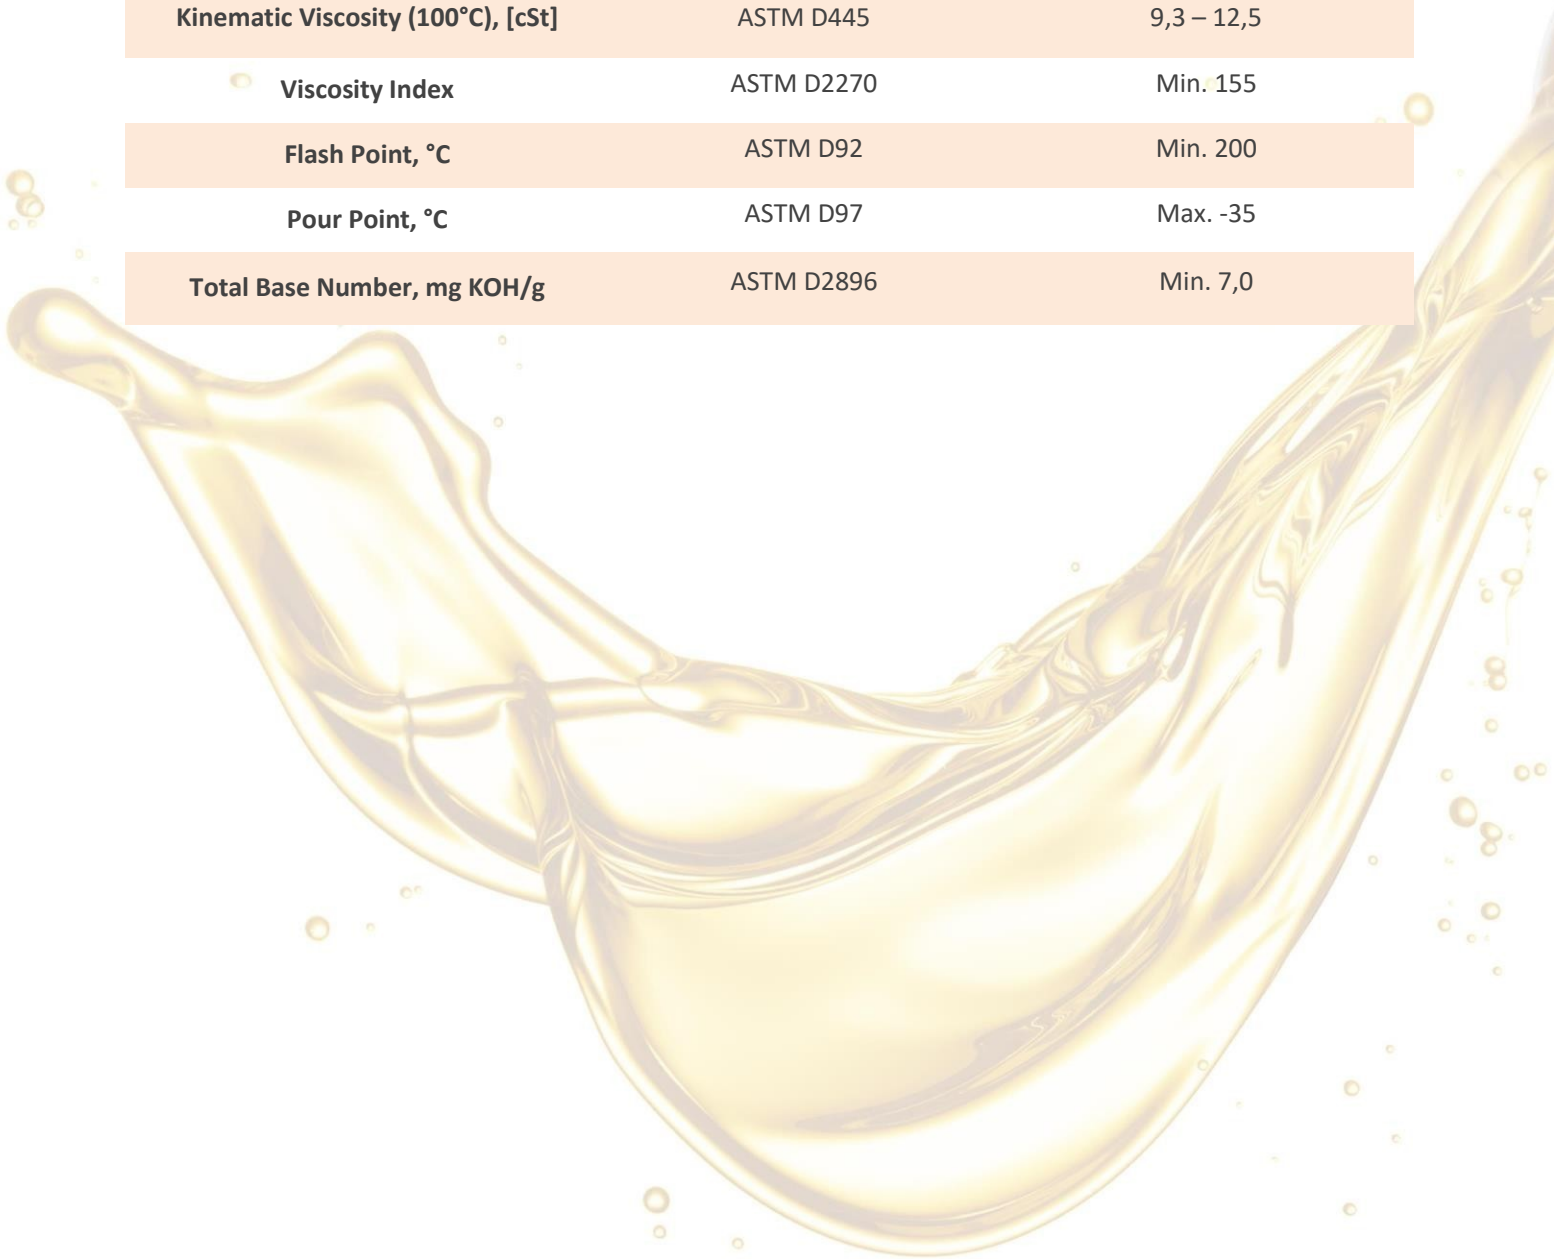 Kinematic Viscosity (100°C), [cSt] ASTM D445 9,3 – 12,5
Viscosity Index ASTM D2270 Min. 155
Flash Point, °C ASTM D92 Min. 200
Pour Point, °C ASTM D97 Max. -35
Total Base Number, mg KOH/g ASTM D2896 Min. 7,0